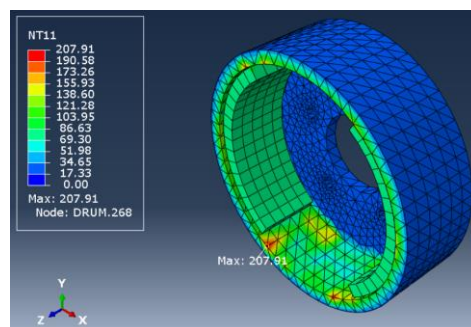 NT11
207.91
190.58
173.26
155.93
138.60
121.28
103.95
86.63
69.30
51.98
34.65
17.33
0.00
Max: 207.91
Node: DRUM.268
Max: 207.91
Y
Z
X